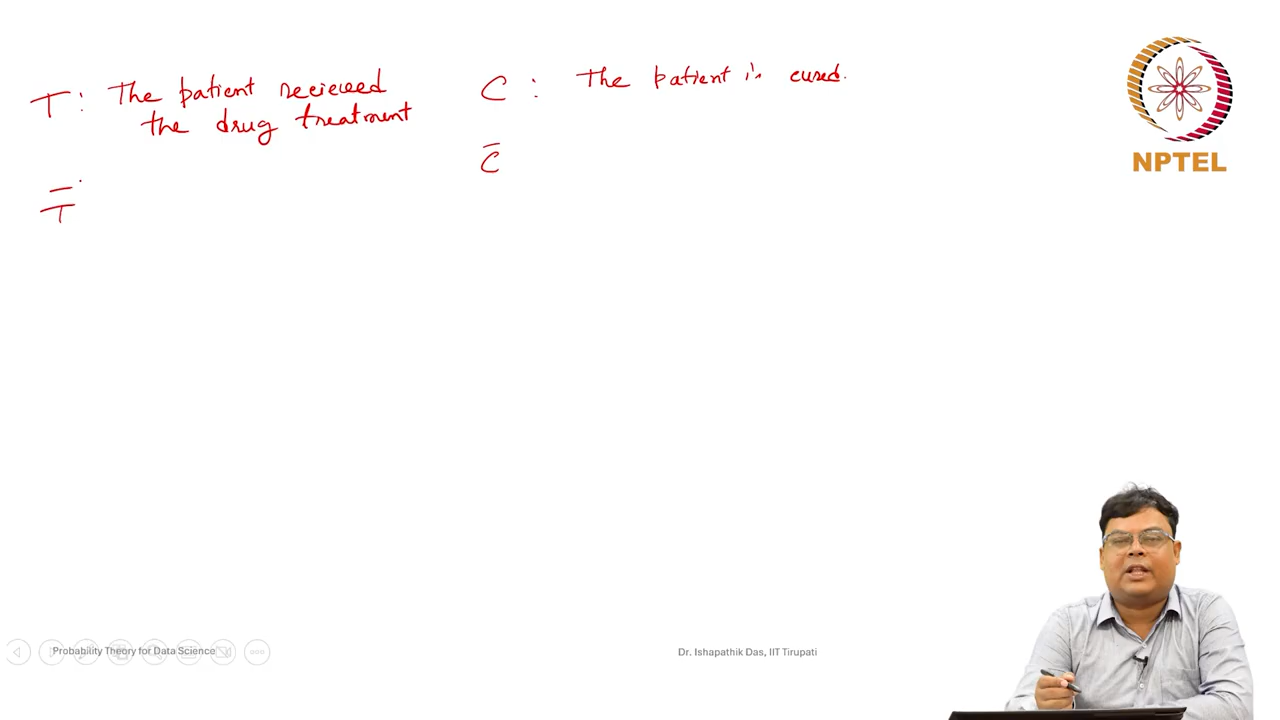 T : The patient recieved
the drug treatment
C : The patient is cured.
C̄
T̄
NPTEL
Probability Theory for Data Science
Dr. Ishapathik Das, IIT Tirupati